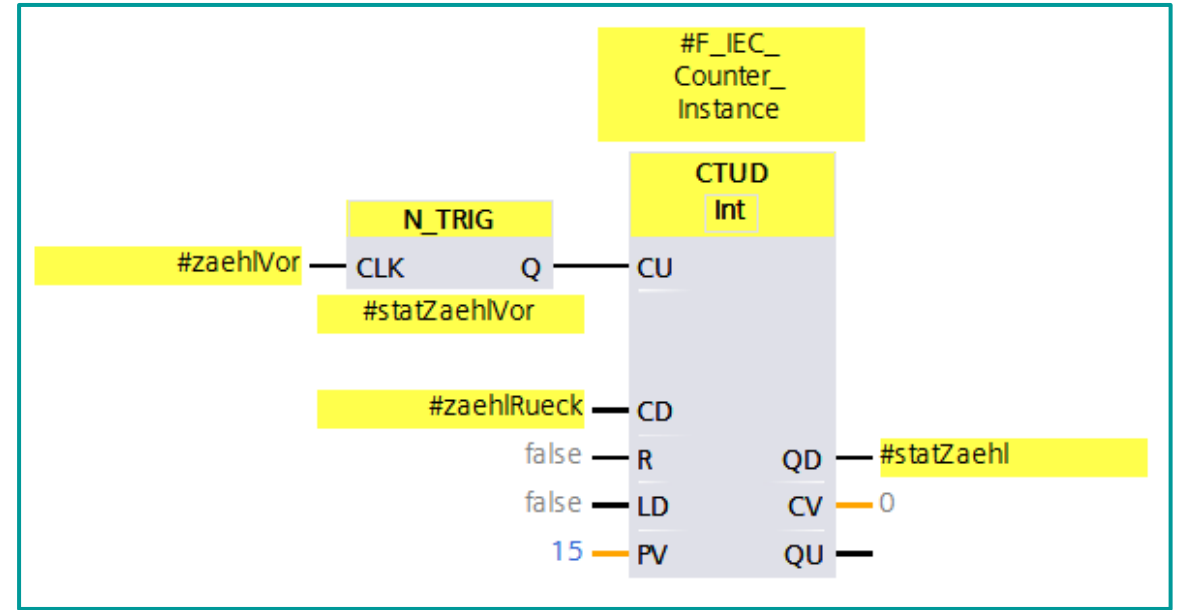 #F_IEC_
Counter_
Instance
CTUD
Int
N_TRIG
#zaehlVor CLK Q CU
#statZaehlVor
#zaehlRueck CD
false R QD #statZaehl
false LD CV 0
15 PV QU